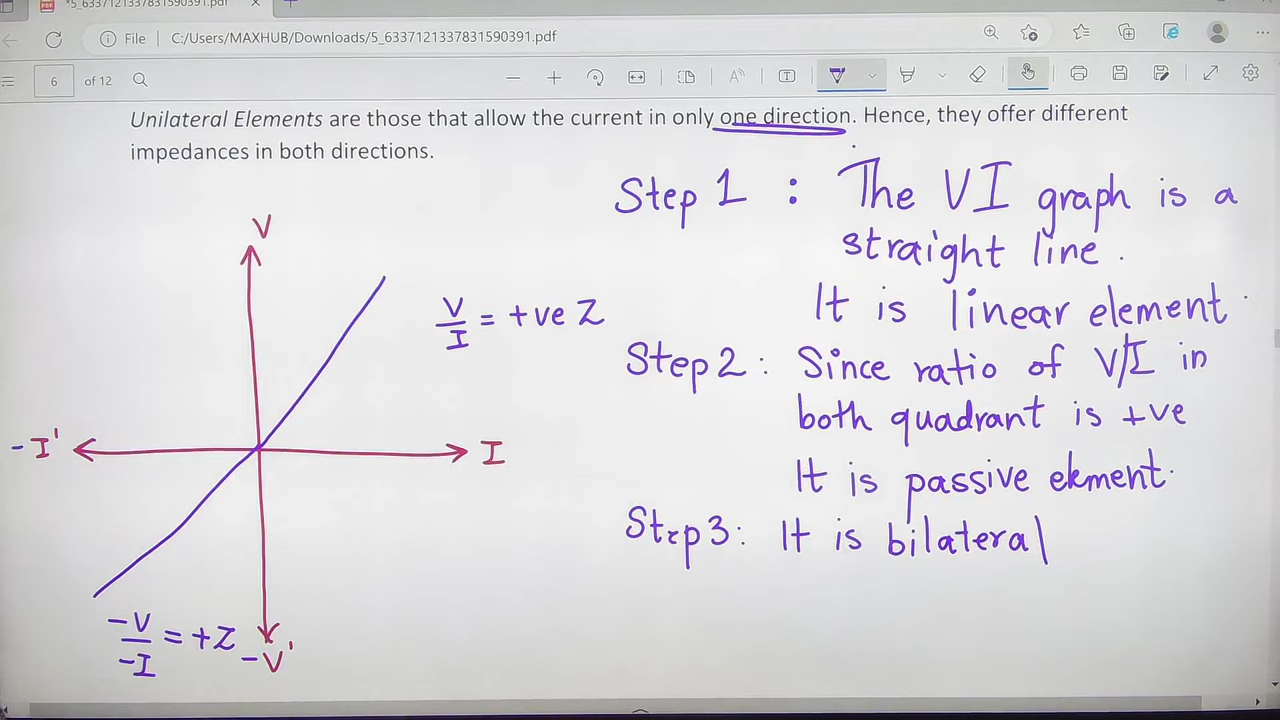 *5_6337121337831590391.pdf
File
C:/Users/MAXHUB/Downloads/5_6337121337831590391.pdf
6 of 12
Unilateral Elements are those that allow the current in only one direction. Hence, they offer different
impedances in both directions.
Step 1 : The VI graph is a
straight line.
It is linear element.
Step 2 : Since ratio of V/I in
both quadrant is +ve
It is passive element.
Step 3 : It is bilateral
V
V/I = +ve Z
-I'
I
-V/-I = +Z
-V'